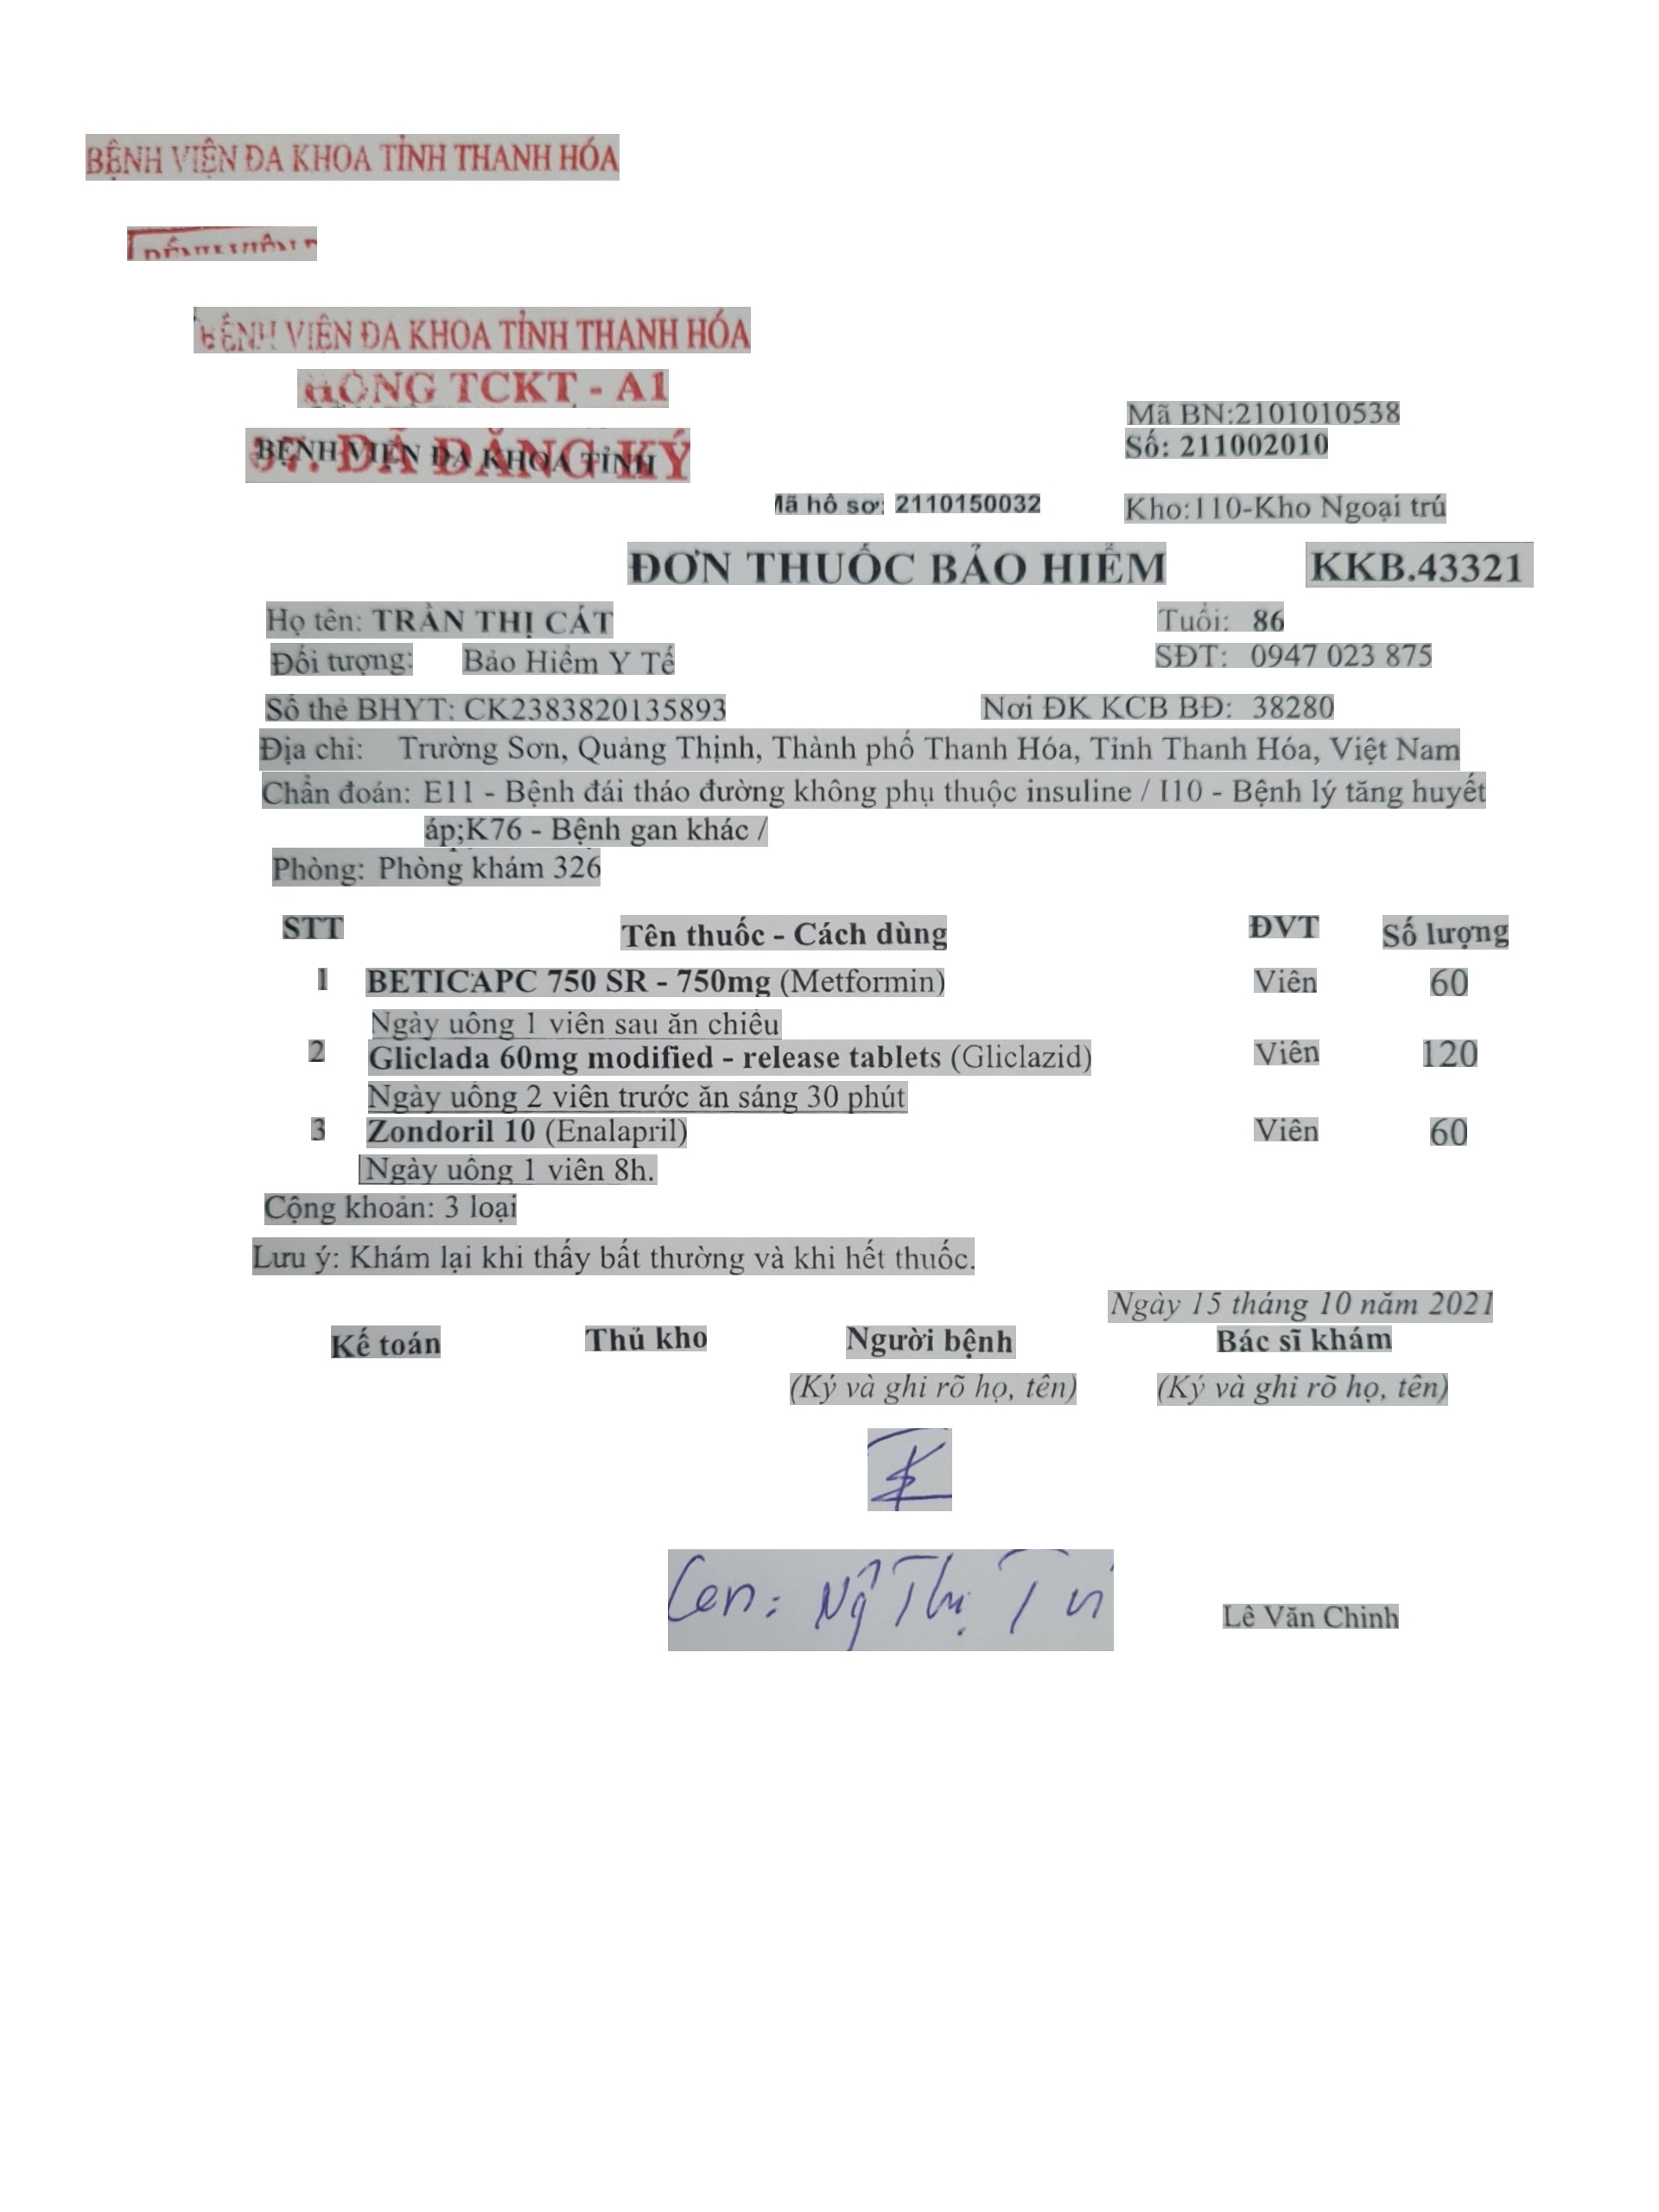 BỆNH VIỆN ĐA KHOA TỈNH THANH HÓA
BỆNH VIỆN ĐA KHOA TỈNH THANH HÓA
TCKT - A1
ĐÃ ĐĂNG KÝ
BỆNH VIỆN ĐA KHOA TỈNH
Mã BN:2101010538
Số: 211002010
Mã hồ sơ: 2110150032
Kho:110-Kho Ngoại trú
ĐƠN THUỐC BẢO HIỂM KKB.43321
Họ tên: TRẦN THỊ CÁT Tuổi: 86
Đối tượng: Bảo Hiểm Y Tế SĐT: 0947 023 875
Số thẻ BHYT: CK2383820135893 Nơi ĐK KCB BĐ: 38280
Địa chỉ: Trường Sơn, Quảng Thịnh, Thành phố Thanh Hóa, Tỉnh Thanh Hóa, Việt Nam
Chẩn đoán: E11 - Bệnh đái tháo đường không phụ thuộc insuline / I10 - Bệnh lý tăng huyết
áp;K76 - Bệnh gan khác /
Phòng: Phòng khám 326
STT Tên thuốc - Cách dùng ĐVT Số lượng
1 BETICAPC 750 SR - 750mg (Metformin) Viên 60
Ngày uống 1 viên sau ăn chiều
2 Gliclada 60mg modified - release tablets (Gliclazid) Viên 120
Ngày uống 2 viên trước ăn sáng 30 phút
3 Zondoril 10 (Enalapril) Viên 60
Ngày uống 1 viên 8h.
Cộng khoản: 3 loại
Lưu ý: Khám lại khi thấy bất thường và khi hết thuốc.
Ngày 15 tháng 10 năm 2021
Kế toán Thủ kho Người bệnh Bác sĩ khám
(Ký và ghi rõ họ, tên) (Ký và ghi rõ họ, tên)
Thị
Lê Văn Chinh